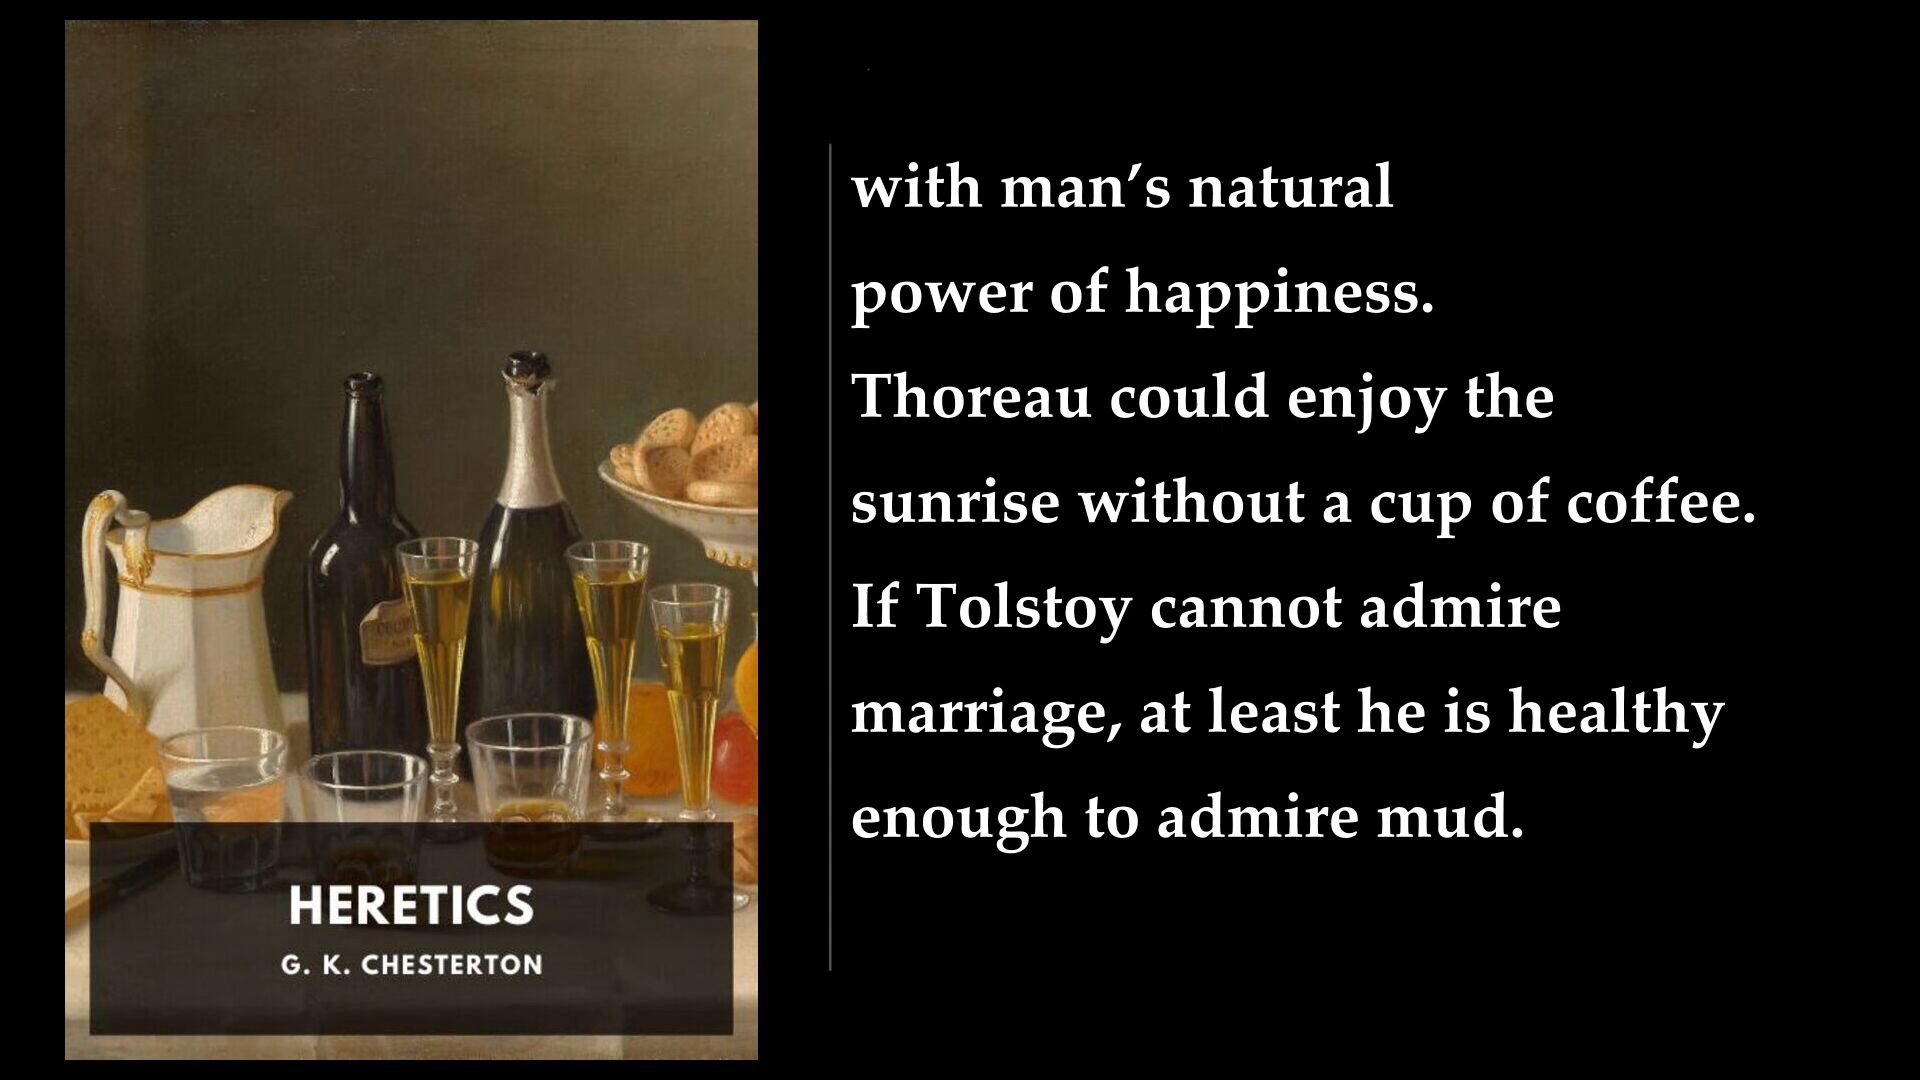 with man’s natural
power of happiness.
Thoreau could enjoy the
sunrise without a cup of coffee.
If Tolstoy cannot admire
marriage, at least he is healthy
enough to admire mud.
HERETICS
G. K. CHESTERTON